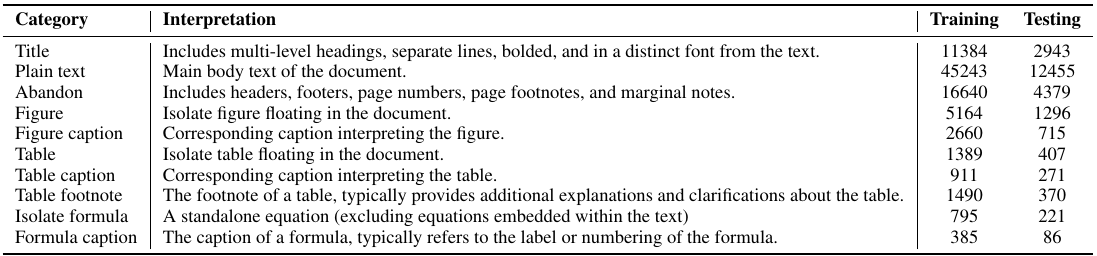 Category Interpretation Training Testing
Title Includes multi-level headings, separate lines, bolded, and in a distinct font from the text. 11384 2943
Plain text Main body text of the document. 45243 12455
Abandon Includes headers, footers, page numbers, page footnotes, and marginal notes. 16640 4379
Figure Isolate figure floating in the document. 5164 1296
Figure caption Corresponding caption interpreting the figure. 2660 715
Table Isolate table floating in the document. 1389 407
Table caption Corresponding caption interpreting the table. 911 271
Table footnote The footnote of a table, typically provides additional explanations and clarifications about the table. 1490 370
Isolate formula A standalone equation (excluding equations embedded within the text) 795 221
Formula caption The caption of a formula, typically refers to the label or numbering of the formula. 385 86